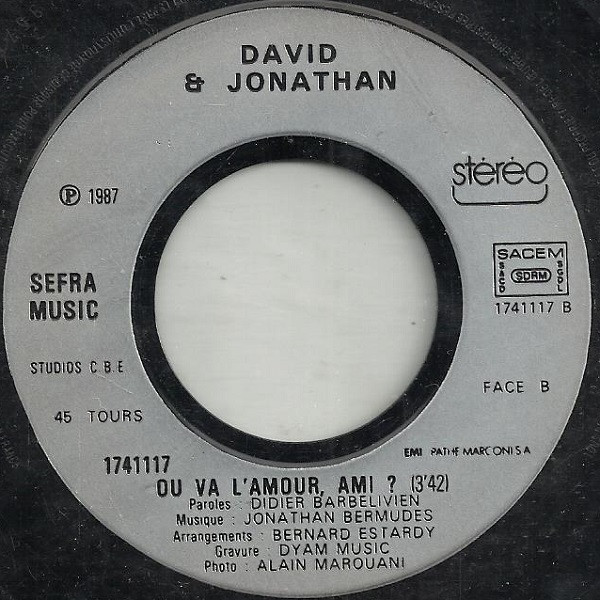 DAVID
& JONATHAN
stéréo
℗ 1987
SACEM
SACD SDRM SGDL
1741117 B
SEFRA
MUSIC
STUDIOS C.B.E
FACE B
45 TOURS
EMI PATHE MARCONI S A
1741117
OU VA L'AMOUR, AMI ? (3'42)
Paroles : DIDIER BARBELIVIEN
Musique : JONATHAN BERMUDES
Arrangements : BERNARD ESTARDY
Gravure : DYAM MUSIC
Photo : ALAIN MAROUANI